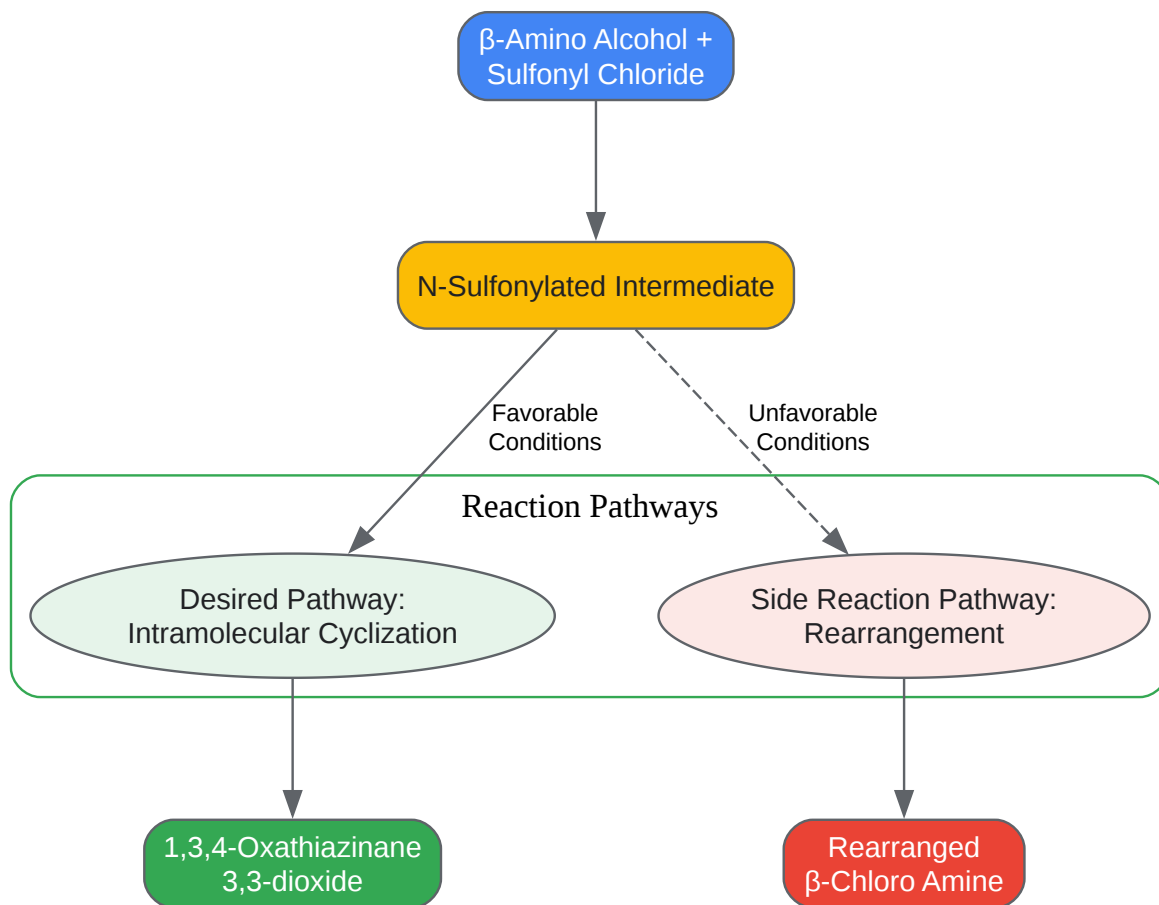 β-Amino Alcohol +
Sulfonyl Chloride
N-Sulfonylated Intermediate
Favorable
Conditions
Unfavorable
Conditions
Reaction Pathways
Desired Pathway:
Intramolecular Cyclization
Side Reaction Pathway:
Rearrangement
1,3,4-Oxathiazinane
3,3-dioxide
Rearranged
β-Chloro Amine